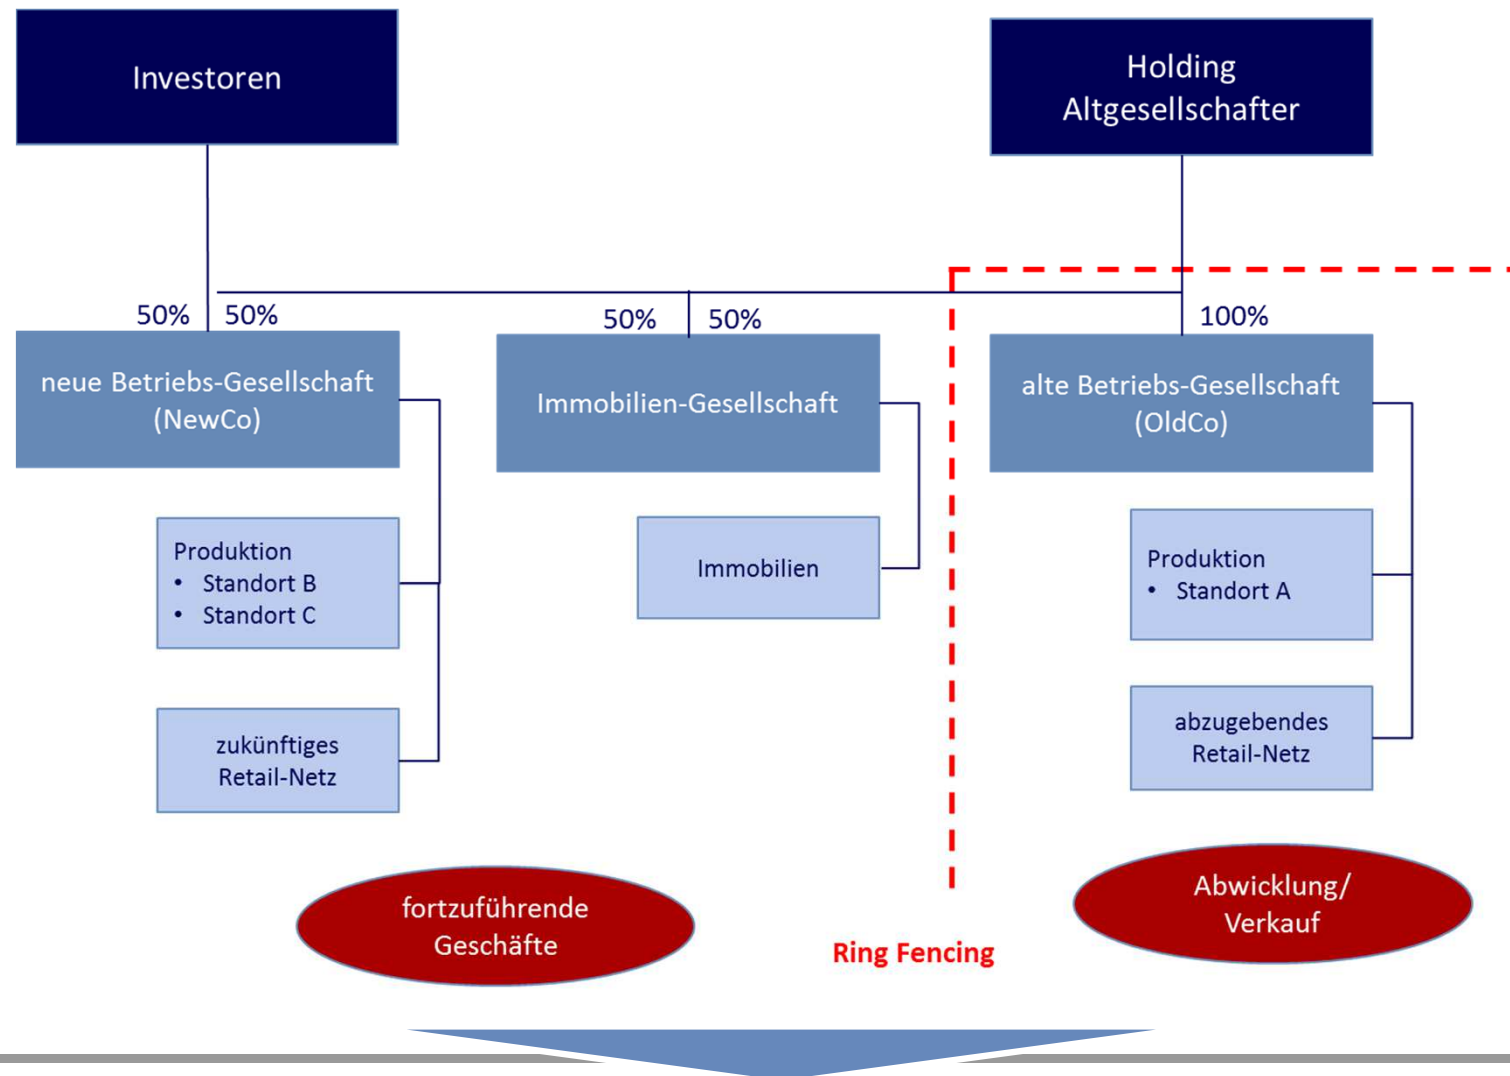 Investoren
Holding
Altgesellschafter
50% 50%
50% 50%
100%
neue Betriebs-Gesellschaft
(NewCo)
Immobilien-Gesellschaft
alte Betriebs-Gesellschaft
(OldCo)
Produktion
• Standort B
• Standort C
Immobilien
Produktion
• Standort A
zukünftiges
Retail-Netz
abzugebendes
Retail-Netz
fortzuführende
Geschäfte
Ring Fencing
Abwicklung/
Verkauf